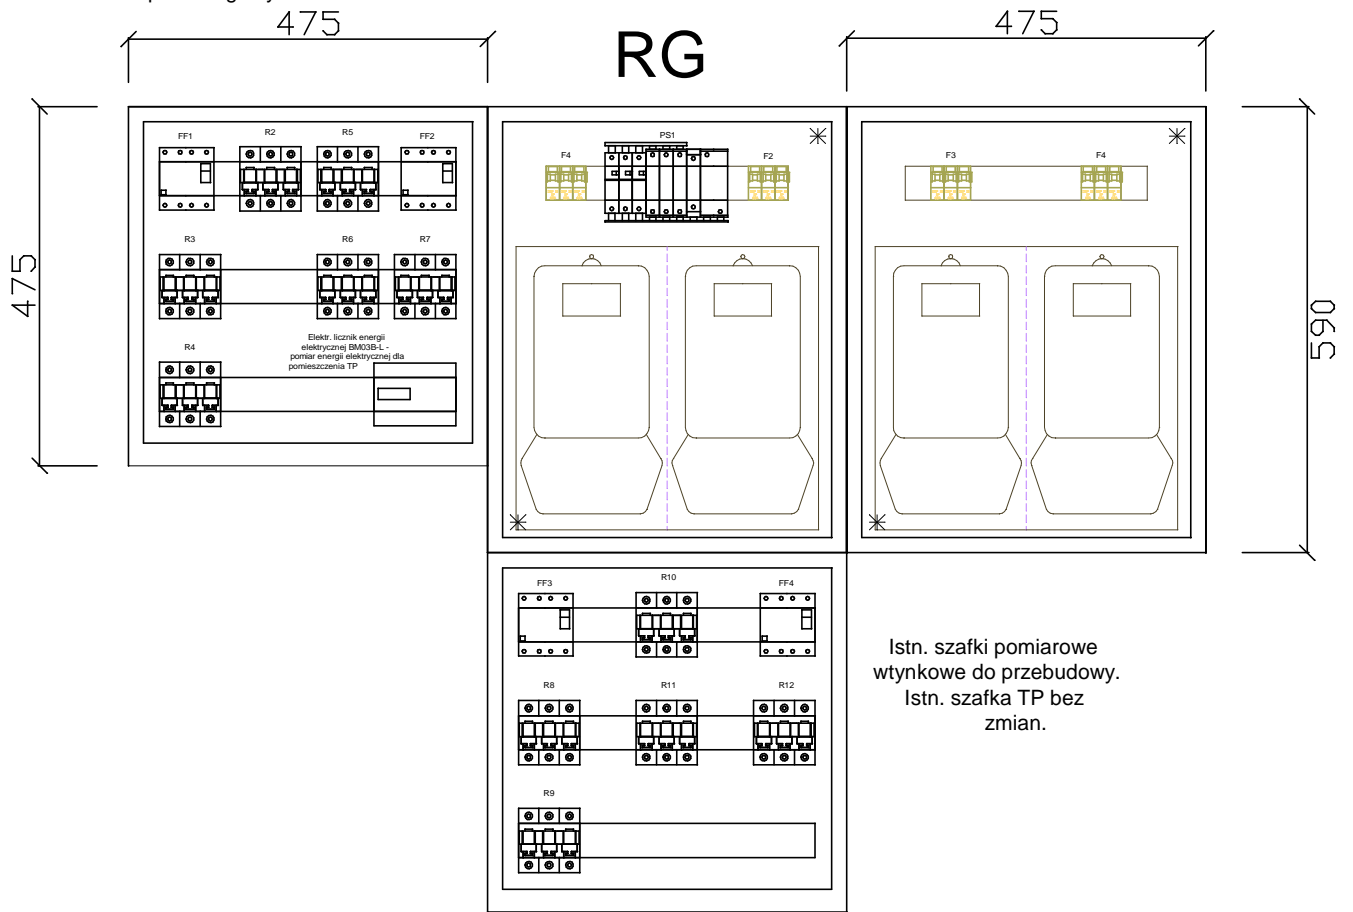 475
RG
475
475
590
FF1
R2
R5
FF2
R3
R6
R7
Elektr. licznik energii
elektrycznej BM03B-L -
pomiar energii elektrycznej dla
pomieszczenia TP
R4
F4
PS1
F2
F3
F4
FF3
R10
FF4
R8
R11
R12
R9
Istn. szafki pomiarowe
wtynkowe do przebudowy.
Istn. szafka TP bez
zmian.